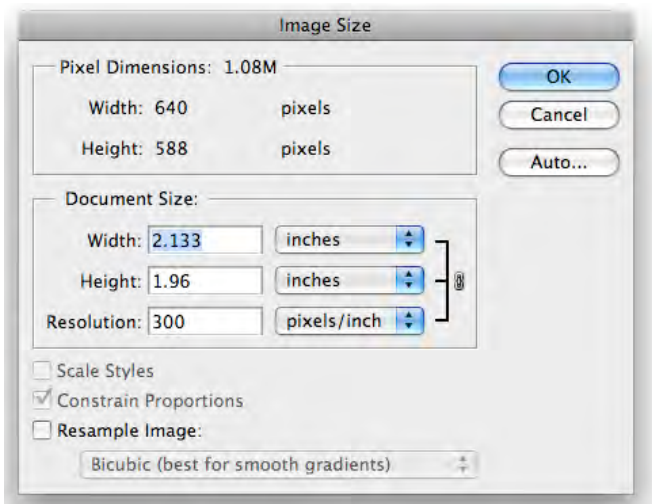 Image Size
Pixel Dimensions: 1.08M
Width: 640 pixels
Height: 588 pixels
OK
Cancel
Auto...
Document Size:
Width: 2.133 inches
Height: 1.96 inches
Resolution: 300 pixels/inch
Scale Styles
Constrain Proportions
Resample Image:
Bicubic (best for smooth gradients)